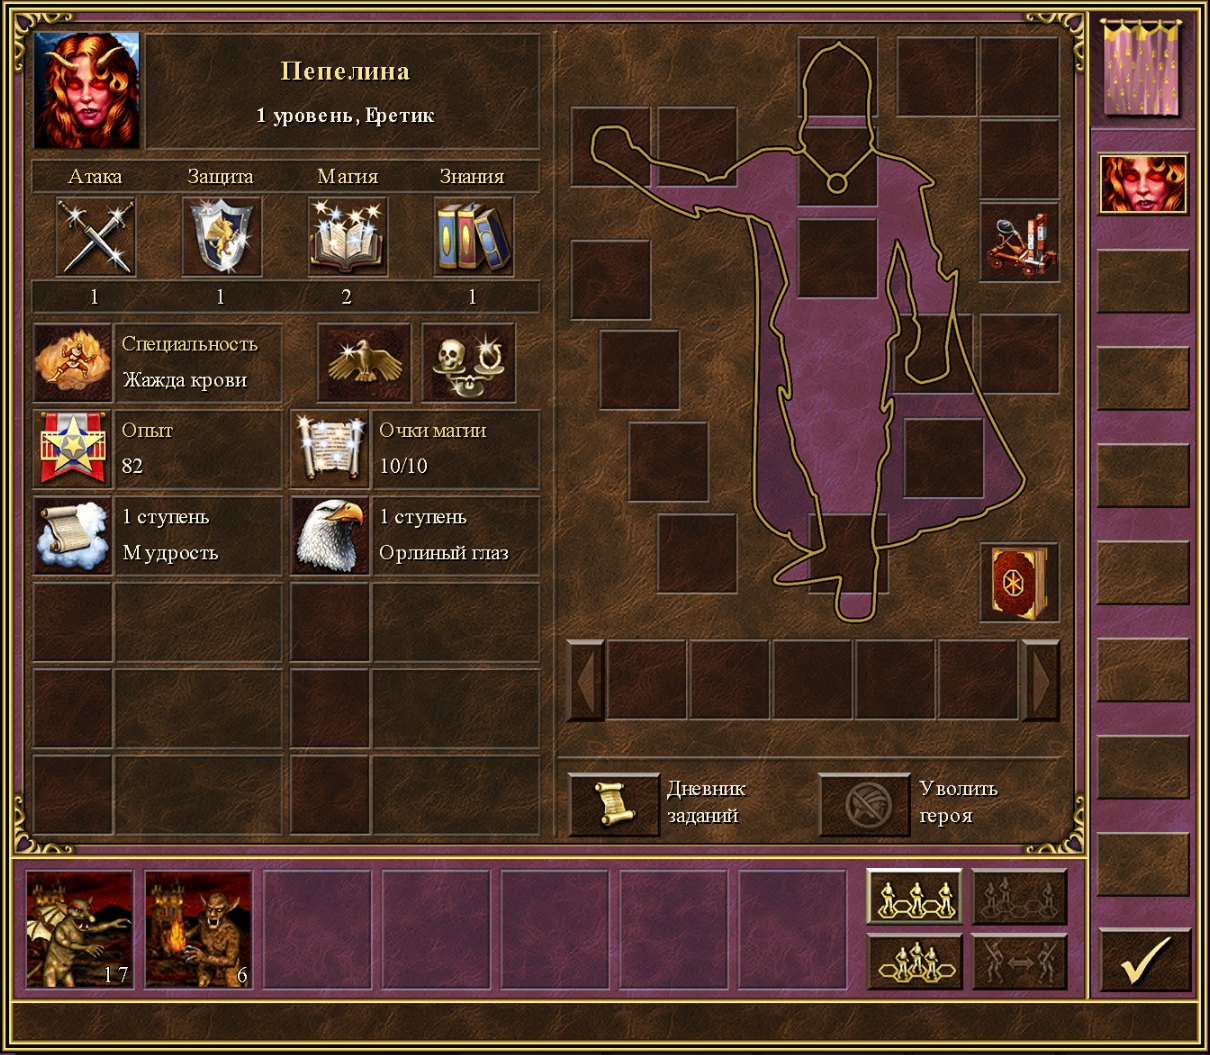 Пепелина
1 уровень, Еретик
Атака Защита Магия Знания
1 1 2 1
Специальность
Жажда крови
Опыт
82
Очки магии
10/10
1 ступень
Мудрость
1 ступень
Орлиный глаз
Дневник
заданий
Уволить
героя
17 6